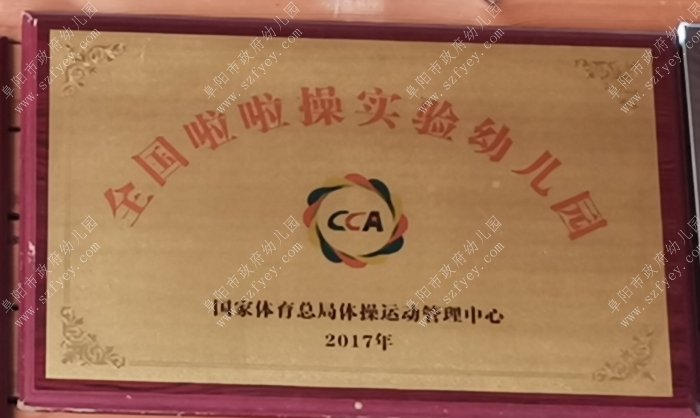 全国啦啦操实验幼儿园
CCA
国家体育总局体操运动管理中心
2017年
阜阳市政府幼儿园
www.szfyey.com